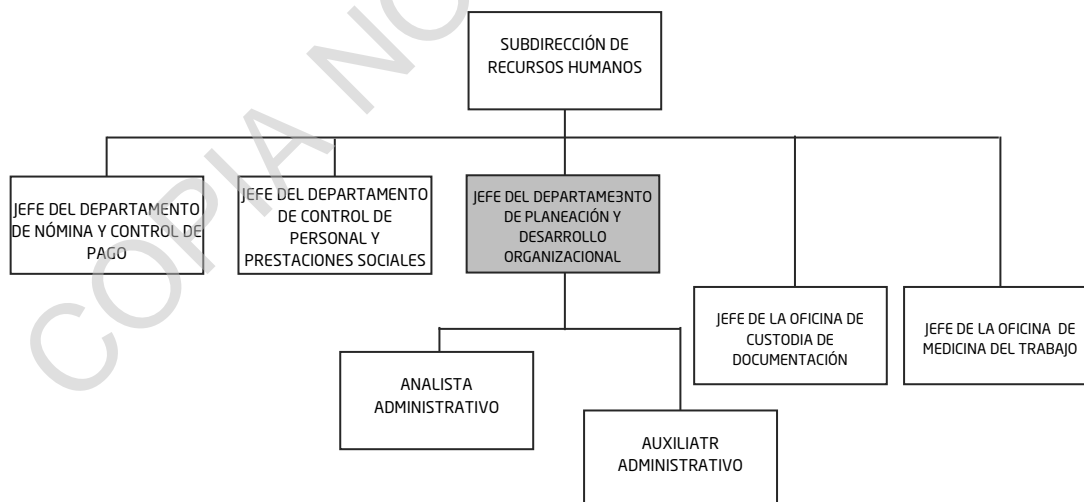 SUBDIRECCIÓN DE
RECURSOS HUMANOS
JEFE DEL DEPARTAMENTO
DE NÓMINA Y CONTROL DE
PAGO
JEFE DEL DEPARTAMENTO
DE CONTROL DE
PERSONAL Y
PRESTACIONES SOCIALES
JEFE DEL DEPARTAME3NTO
DE PLANEACIÓN Y
DESARROLLO
ORGANIZACIONAL
JEFE DE LA OFICINA DE
CUSTODIA DE
DOCUMENTACIÓN
JEFE DE LA OFICINA DE
MEDICINA DEL TRABAJO
ANALISTA
ADMINISTRATIVO
AUXILIATR
ADMINISTRATIVO
COPIA NO